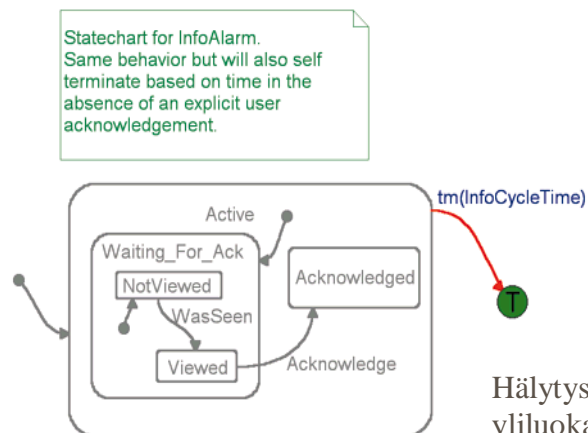 Statechart for InfoAlarm.
Same behavior but will also self
terminate based on time in the
absence of an explicit user
acknowledgement.
tm(InfoCycleTime)
Active
Waiting_For_Ack
NotViewed
Acknowledged
T
WasSeen
Viewed
Acknowledge
Hälytys
yliluoka